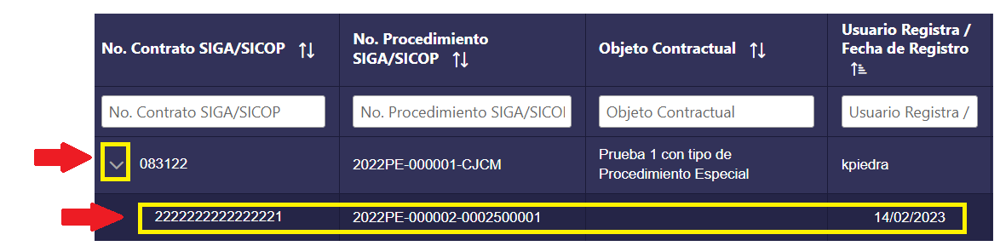 No. Contrato SIGA/SICOP
No. Procedimiento
SIGA/SICOP
Objeto Contractual
Usuario Registra /
Fecha de Registro
No. Contrato SIGA/SICOP
No. Procedimiento SIGA/SICO
Objeto Contractual
Usuario Registra /
083122
2022PE-000001-CJCM
Prueba 1 con tipo de
Procedimiento Especial
kpiedra
2222222222222221
2022PE-000002-0002500001
14/02/2023